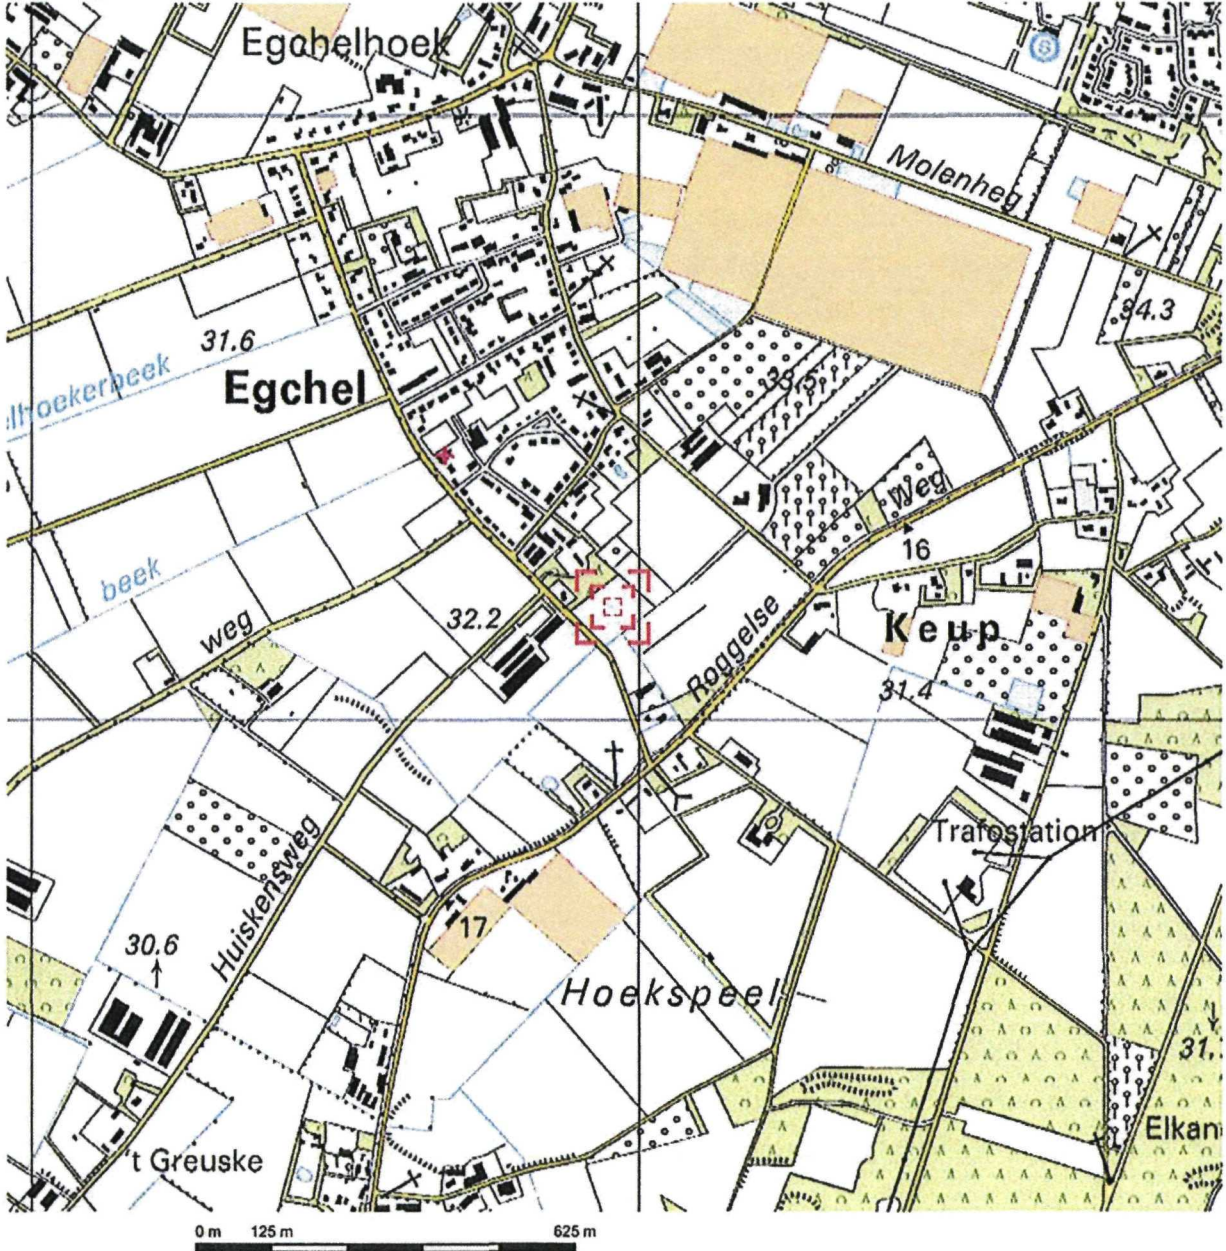 Egchelhoek
S
Molenheg
34.3
31.6
elhoekerbeek
Egchel
33.5
weg
16
beek
weg
32.2
Roggelse
Keup
31.4
Trafostation
Huiskensweg
17
30.6
Hoekspeel
31.
Elkan
't Greuske
0 m 125 m 625 m